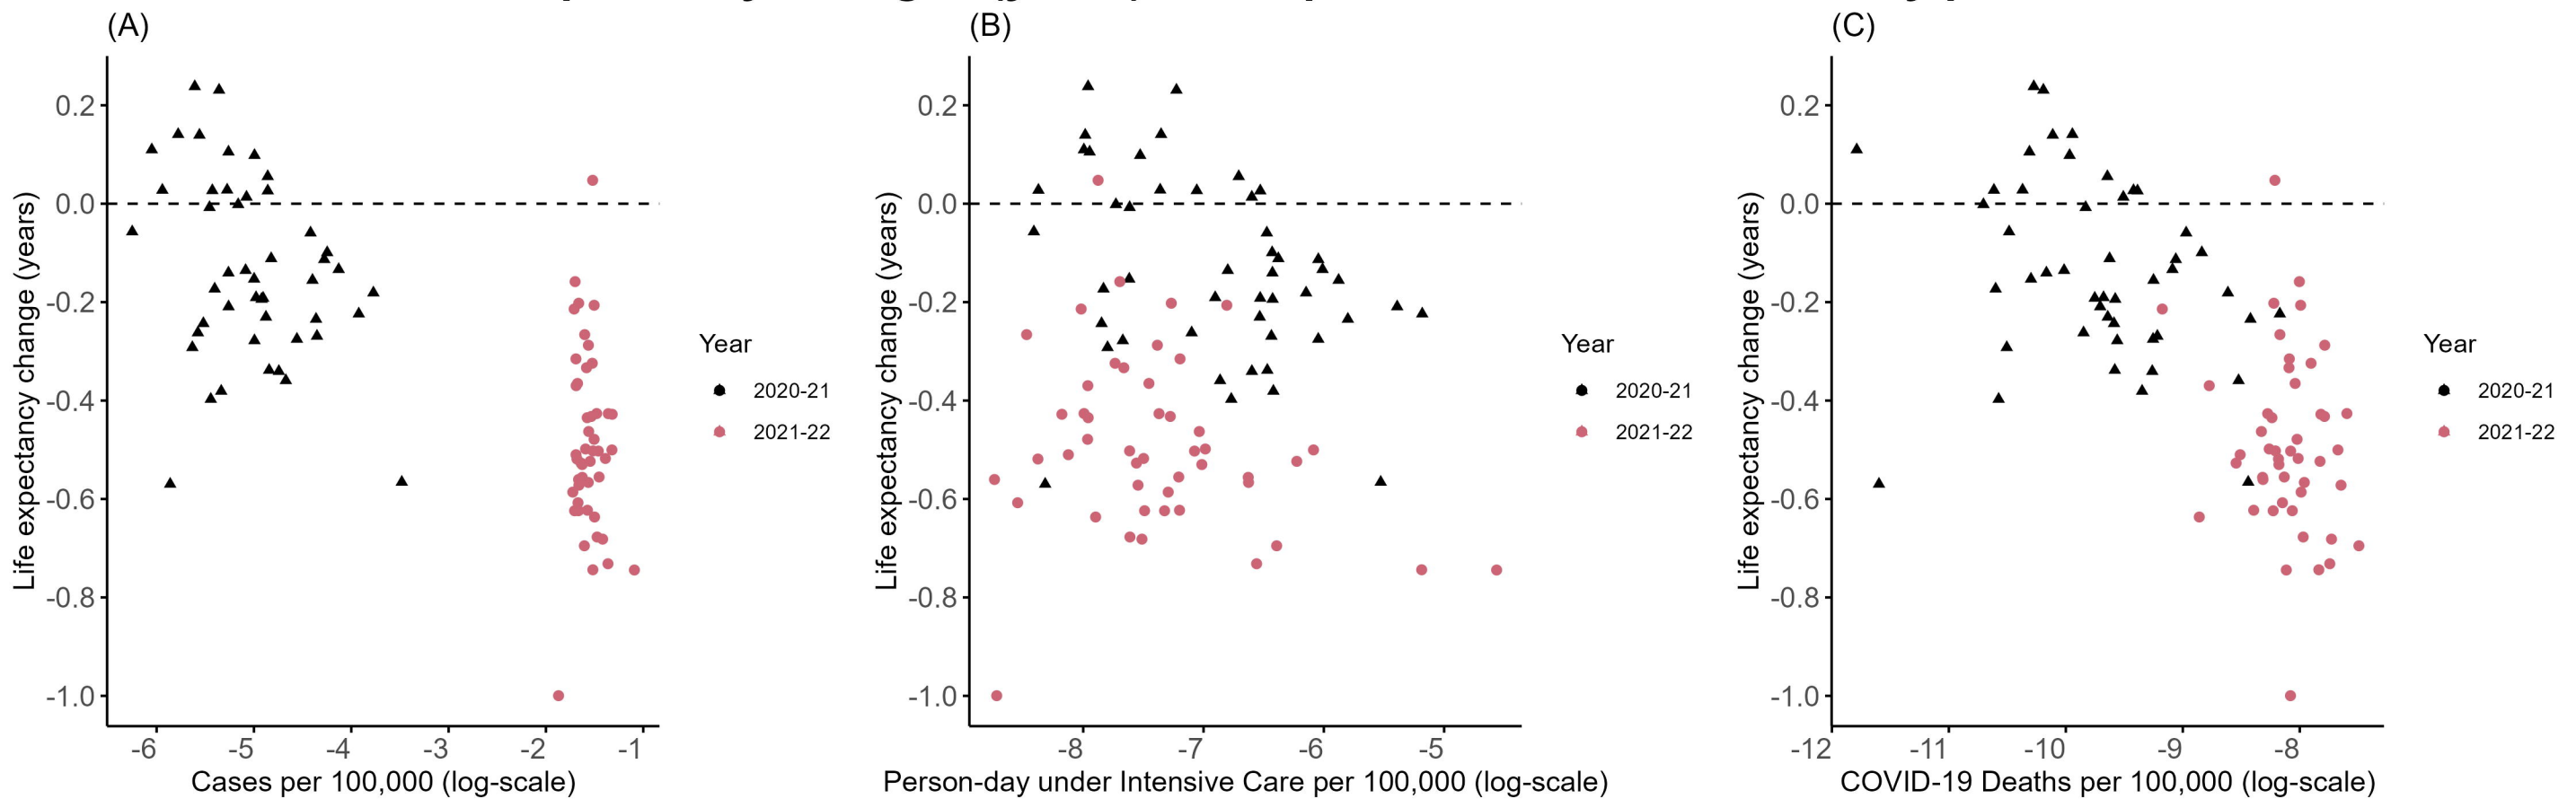 (A)
(B)
(C)
Life expectancy change (years)
0.2
0.0
-0.2
-0.4
-0.6
-0.8
-1.0
-6 -5 -4 -3 -2 -1
Cases per 100,000 (log-scale)
Year
2020-21
2021-22
Life expectancy change (years)
0.2
0.0
-0.2
-0.4
-0.6
-0.8
-1.0
-8 -7 -6 -5
Person-day under Intensive Care per 100,000 (log-scale)
Year
2020-21
2021-22
Life expectancy change (years)
0.2
0.0
-0.2
-0.4
-0.6
-0.8
-1.0
-12 -11 -10 -9 -8
COVID-19 Deaths per 100,000 (log-scale)
Year
2020-21
2021-22